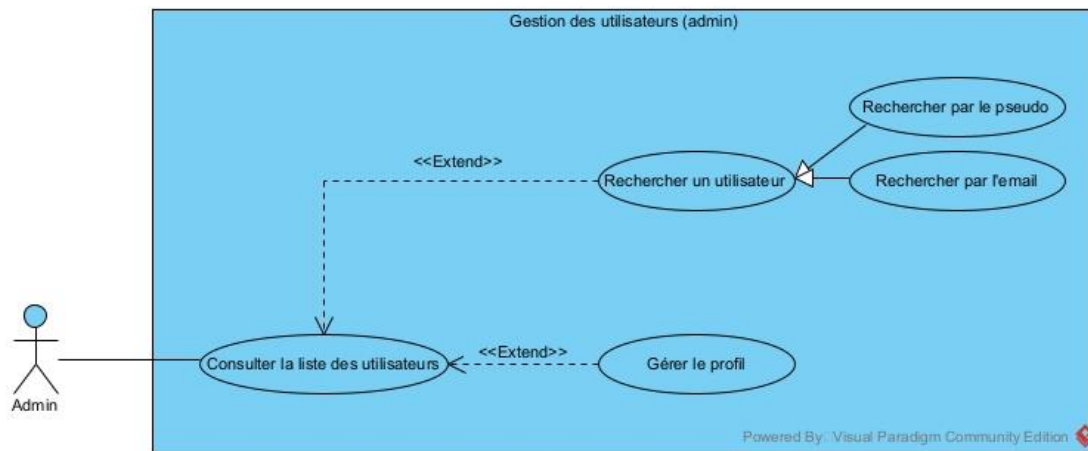 Gestion des utilisateurs (admin)
Rechercher par le pseudo
<<Extend>>
Rechercher un utilisateur
Rechercher par l'email
Consulter la liste des utilisateurs
<<Extend>>
Gérer le profil
Admin
Powered By Visual Paradigm Community Edition